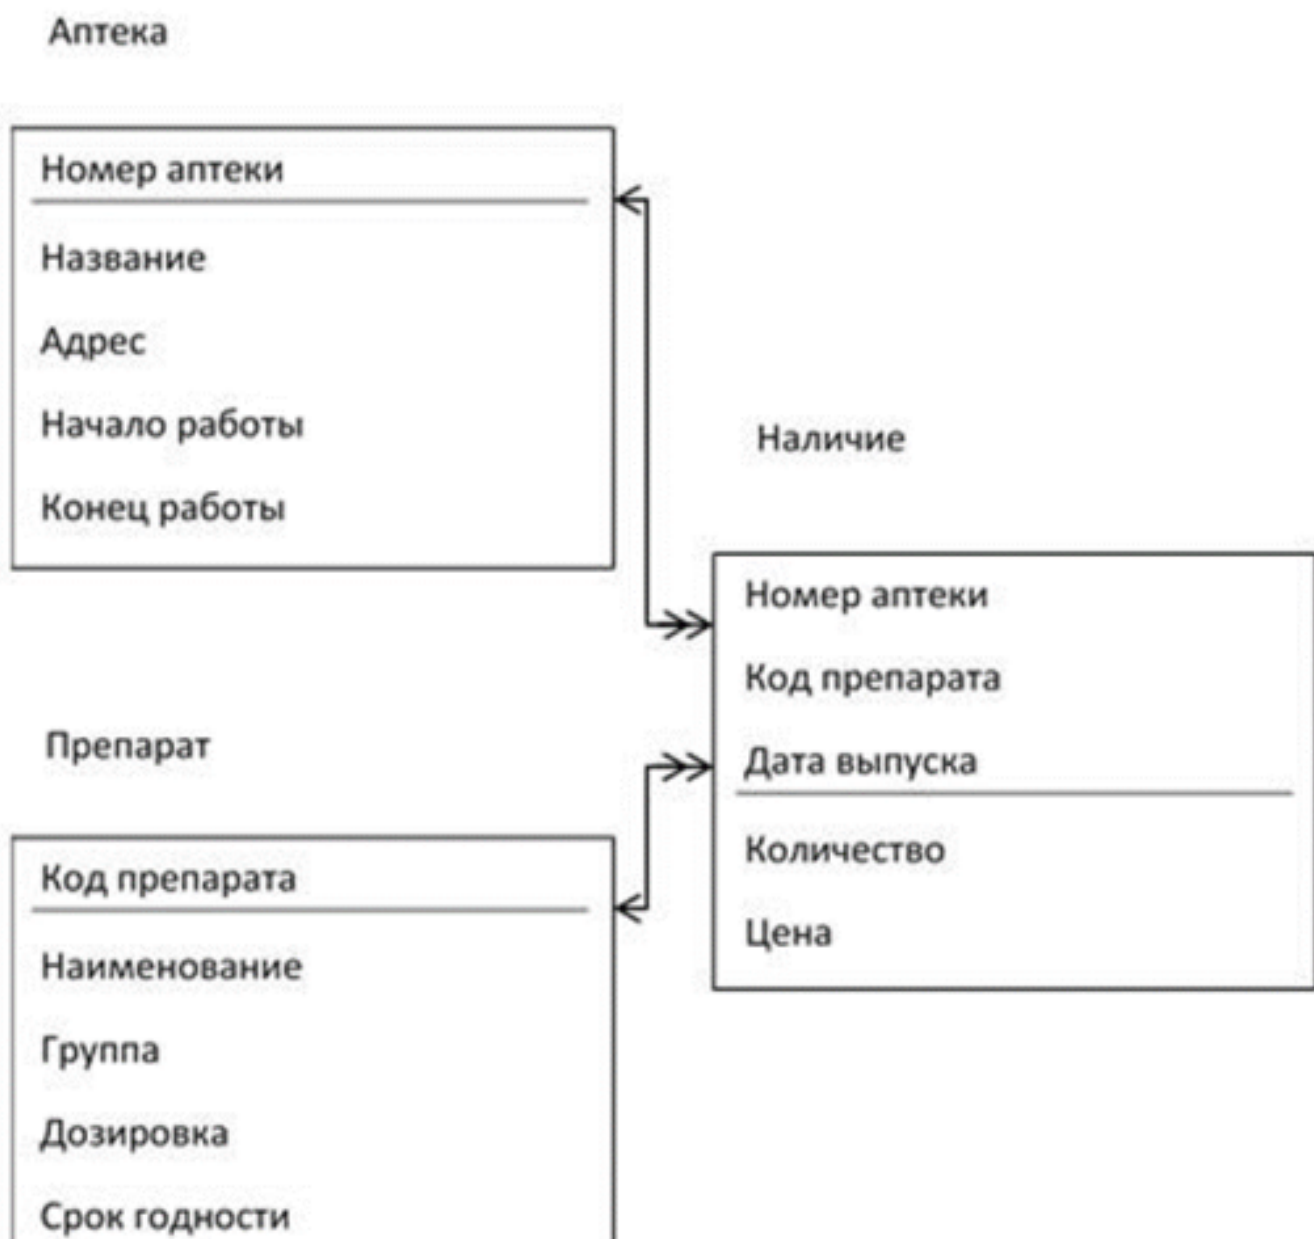 Аптека
Номер аптеки
Название
Адрес
Начало работы
Конец работы
Наличие
Номер аптеки
Код препарата
Дата выпуска
Количество
Цена
Препарат
Код препарата
Наименование
Группа
Дозировка
Срок годности